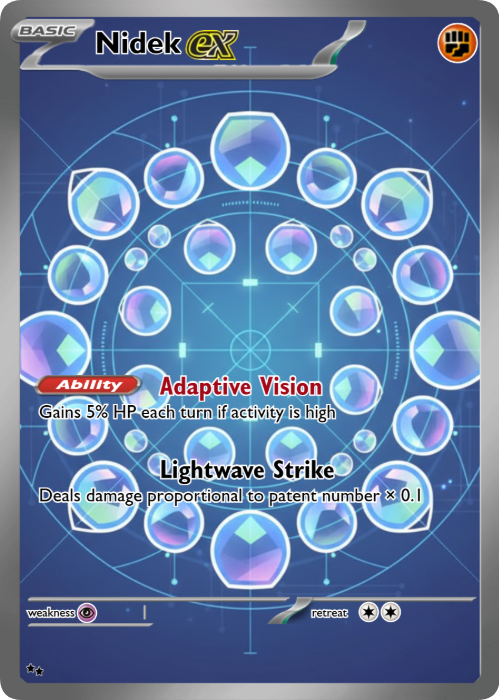 BASIC
Nidek ex
Ability Adaptive Vision
Gains 5% HP each turn if activity is high
Lightwave Strike
Deals damage proportional to patent number × 0.1
weakness
retreat